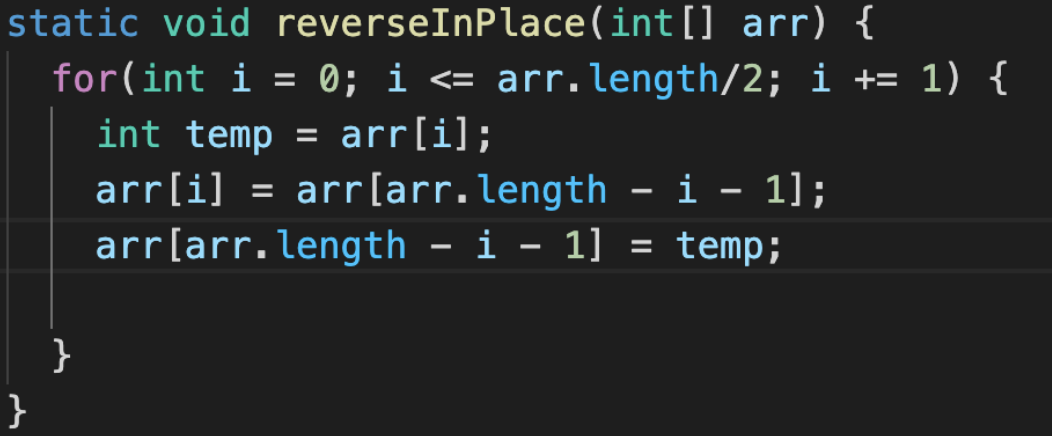 static void reverseInPlace(int[] arr) {
for(int i = 0; i <= arr.length/2; i += 1) {
int temp = arr[i];
arr[i] = arr[arr.length - i - 1];
arr[arr.length - i - 1] = temp;
}
}